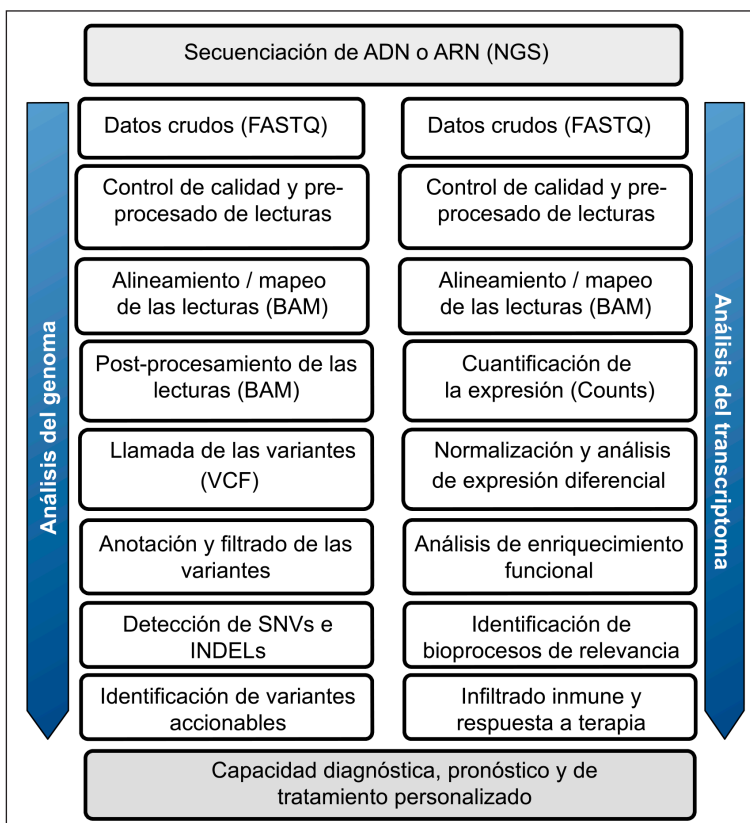 Secuenciación de ADN o ARN (NGS)
Análisis del genoma
Datos crudos (FASTQ)
Control de calidad y pre-
procesado de lecturas
Alineamiento / mapeo
de las lecturas (BAM)
Post-procesamiento de las
lecturas (BAM)
Llamada de las variantes
(VCF)
Anotación y filtrado de las
variantes
Detección de SNVs e
INDELs
Identificación de variantes
accionables
Datos crudos (FASTQ)
Control de calidad y pre-
procesado de lecturas
Alineamiento / mapeo
de las lecturas (BAM)
Cuantificación de
la expresión (Counts)
Normalización y análisis
de expresión diferencial
Análisis de enriquecimiento
funcional
Identificación de
bioprocesos de relevancia
Infiltrado inmune y
respuesta a terapia
Análisis del transcriptoma
Capacidad diagnóstica, pronóstico y de
tratamiento personalizado